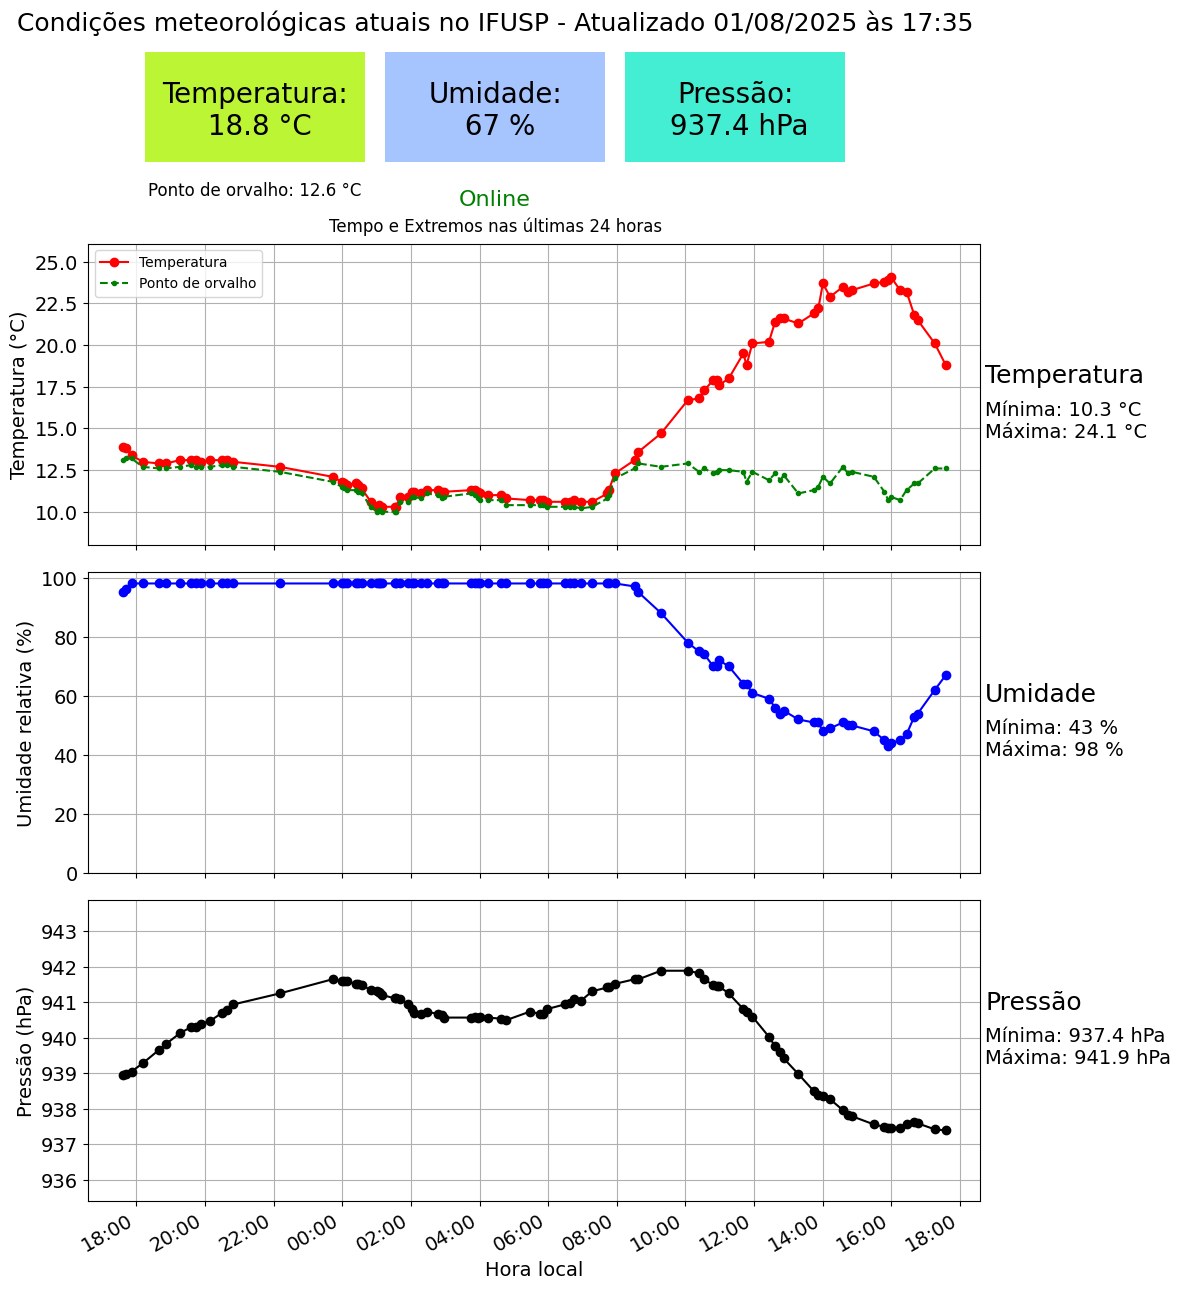 Condições meteorológicas atuais no IFUSP - Atualizado 01/08/2025 às 17:35
Temperatura:
18.8 °C
Umidade:
67 %
Pressão:
937.4 hPa
Ponto de orvalho: 12.6 °C
Online
Tempo e Extremos nas últimas 24 horas
Temperatura (°C)
25.0
22.5
20.0
17.5
15.0
12.5
10.0
Temperatura
Ponto de orvalho
Temperatura
Mínima: 10.3 °C
Máxima: 24.1 °C
Umidade relativa (%)
100
80
60
40
20
0
Umidade
Mínima: 43 %
Máxima: 98 %
Pressão (hPa)
943
942
941
940
939
938
937
936
Pressão
Mínima: 937.4 hPa
Máxima: 941.9 hPa
18:00 20:00 22:00 00:00 02:00 04:00 06:00 08:00 10:00 12:00 14:00 16:00 18:00
Hora local